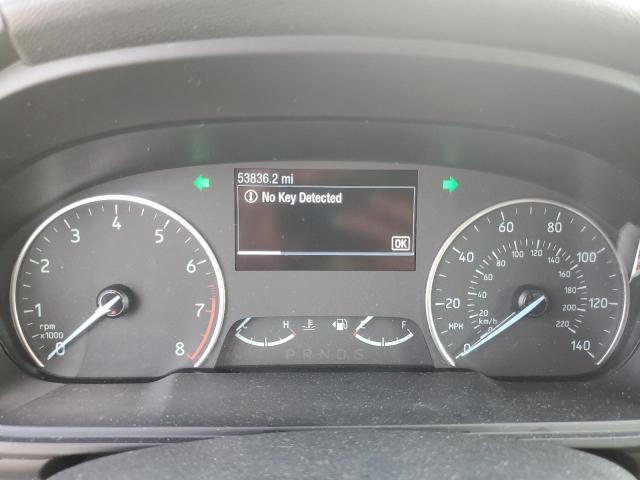 53836.2 mi
No Key Detected
OK
0 1 2 3 4 5 6 7 8
rpm
x1000
C H
F
P R N D S
0 20 40 60 80 100 120 140
MPH
0 20 40 60 80 100 120 140 160 180 200 220
km/h